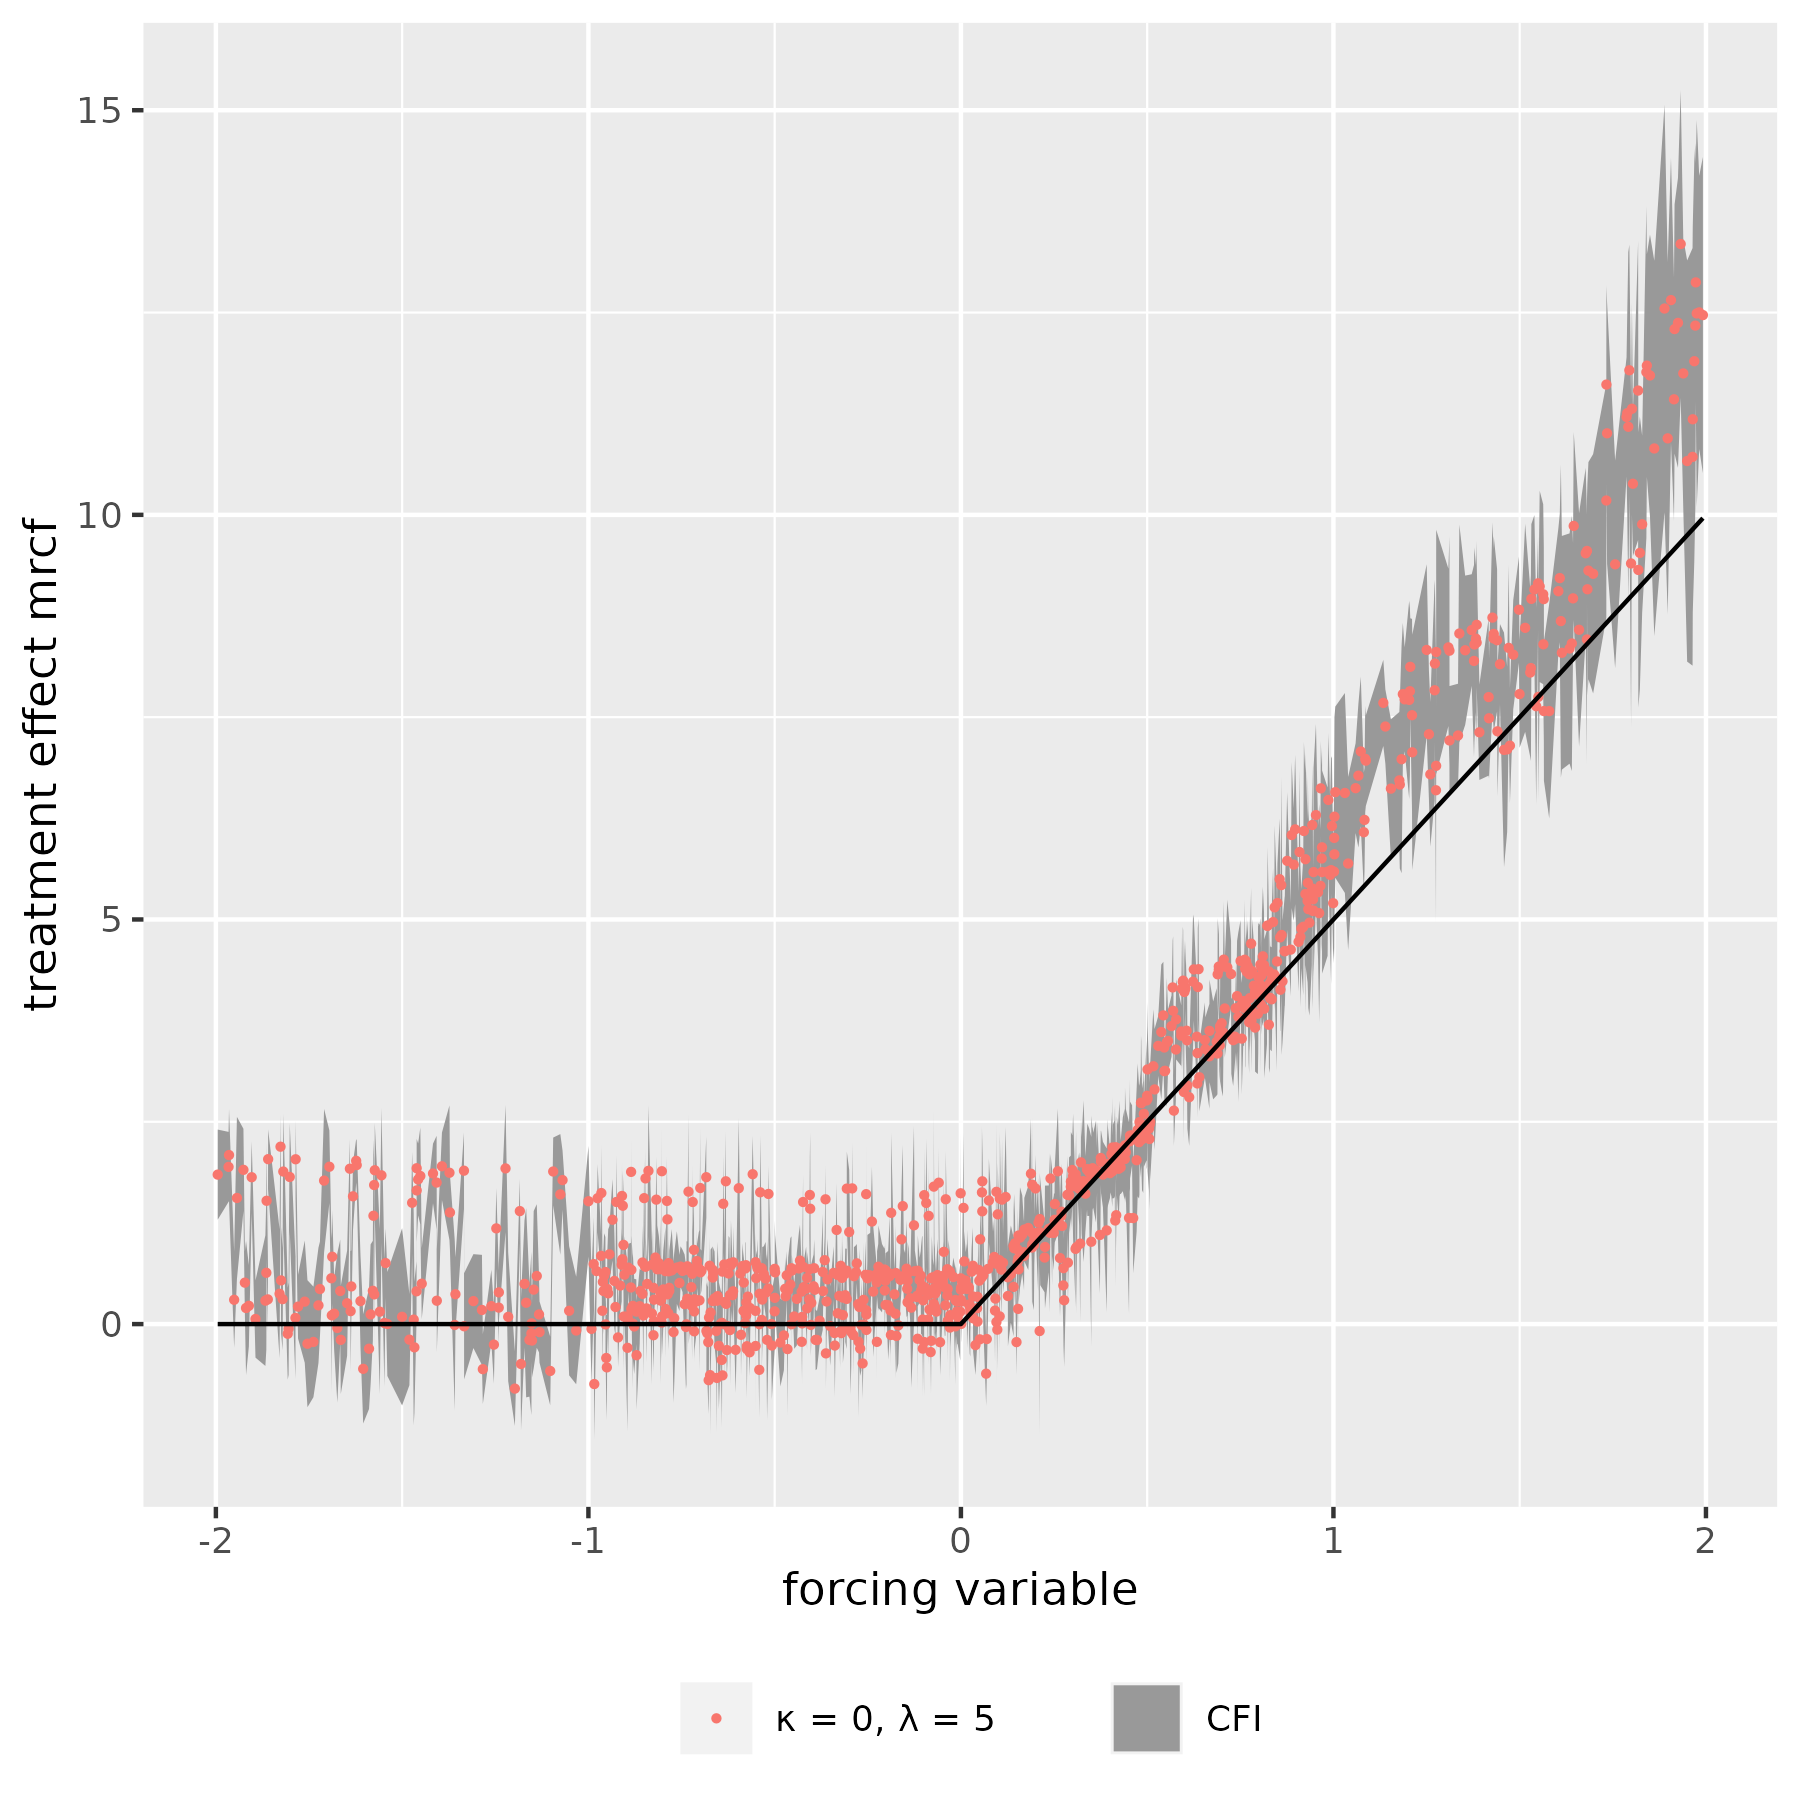 treatment effect mrcf
15
10
5
0
-2
-1
0
1
2
forcing variable
κ = 0, λ = 5
CFI